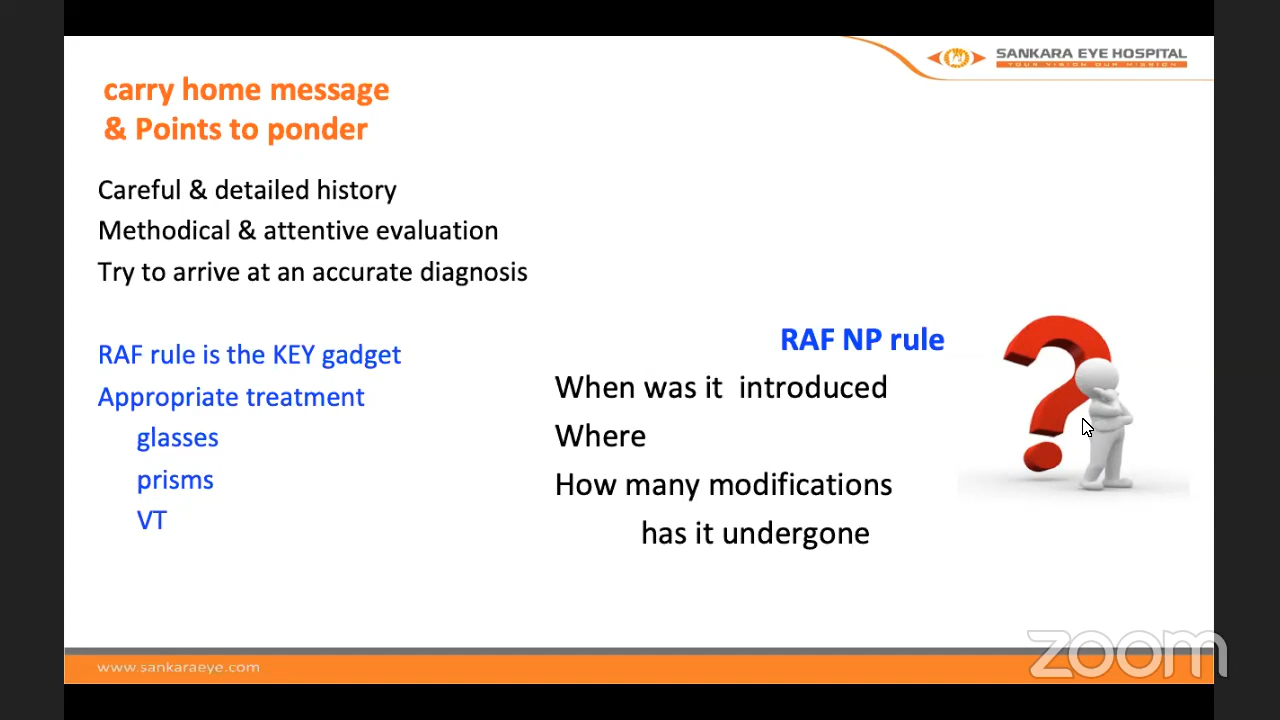 SANKARA EYE HOSPITAL
YOUR VISION OUR MISSION
carry home message
& Points to ponder
Careful & detailed history
Methodical & attentive evaluation
Try to arrive at an accurate diagnosis
RAF rule is the KEY gadget
Appropriate treatment
glasses
prisms
VT
RAF NP rule
When was it introduced
Where
How many modifications
has it undergone
www.sankaraeye.com
zoom